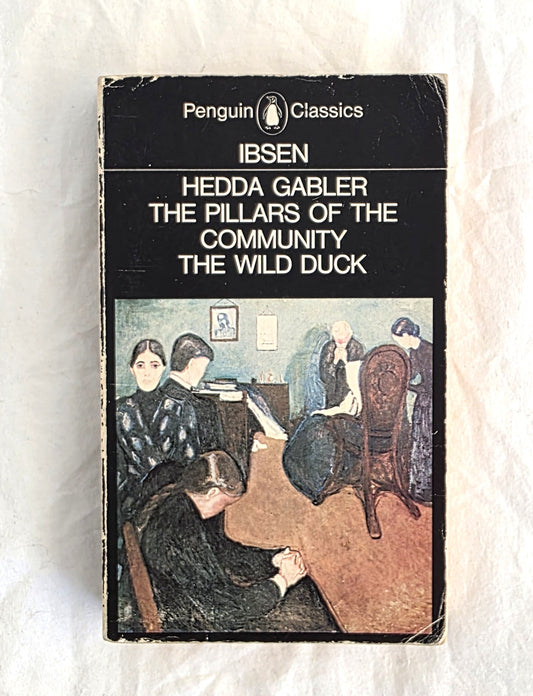 Penguin Classics
IBSEN
HEDDA GABLER
THE PILLARS OF THE
COMMUNITY
THE WILD DUCK